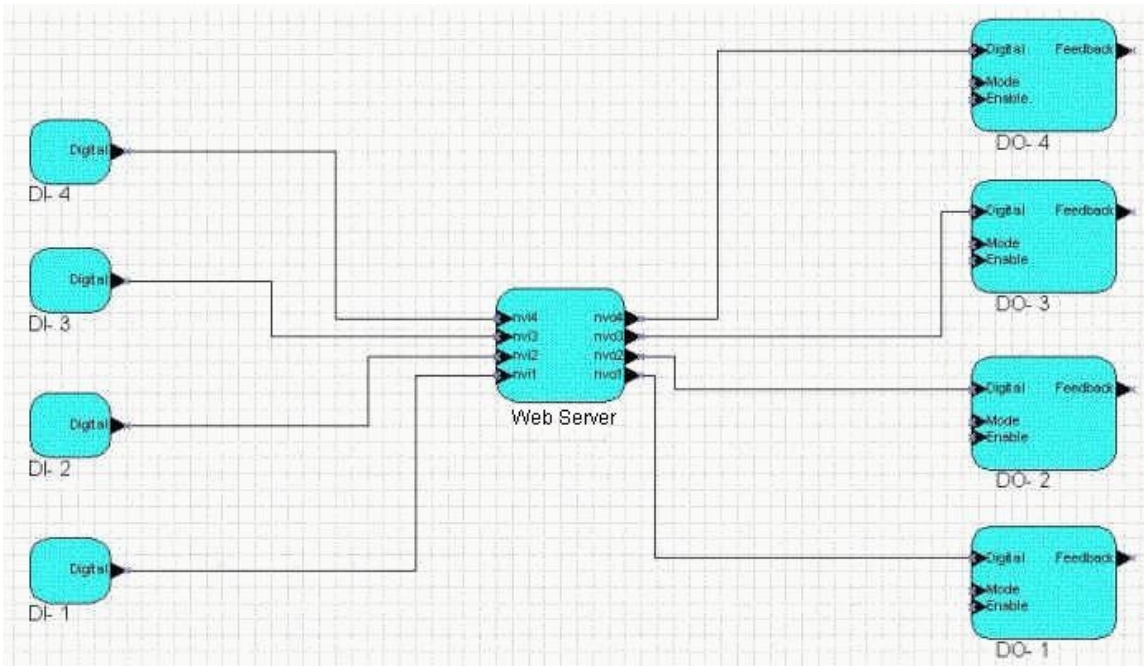 Digital
DI- 4
Digital
DI- 3
Digital
DI- 2
Digital
DI- 1
nvi4 nvo4
nvi3 nvo3
nvi2 nvo2
nvi1 nvo1
Web Server
Digital Feedback
Mode
Enable.
DO- 4
Digital Feedback
Mode
Enable
DO- 3
Digital Feedback
Mode
Enable
DO- 2
Digital Feedback
Mode
Enable
DO- 1